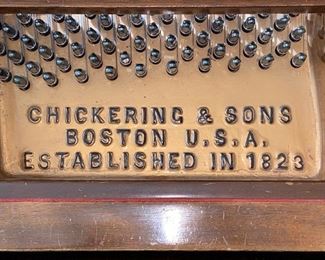 CHICKERING & SONS
BOSTON U.S.A.
ESTABLISHED IN 1823